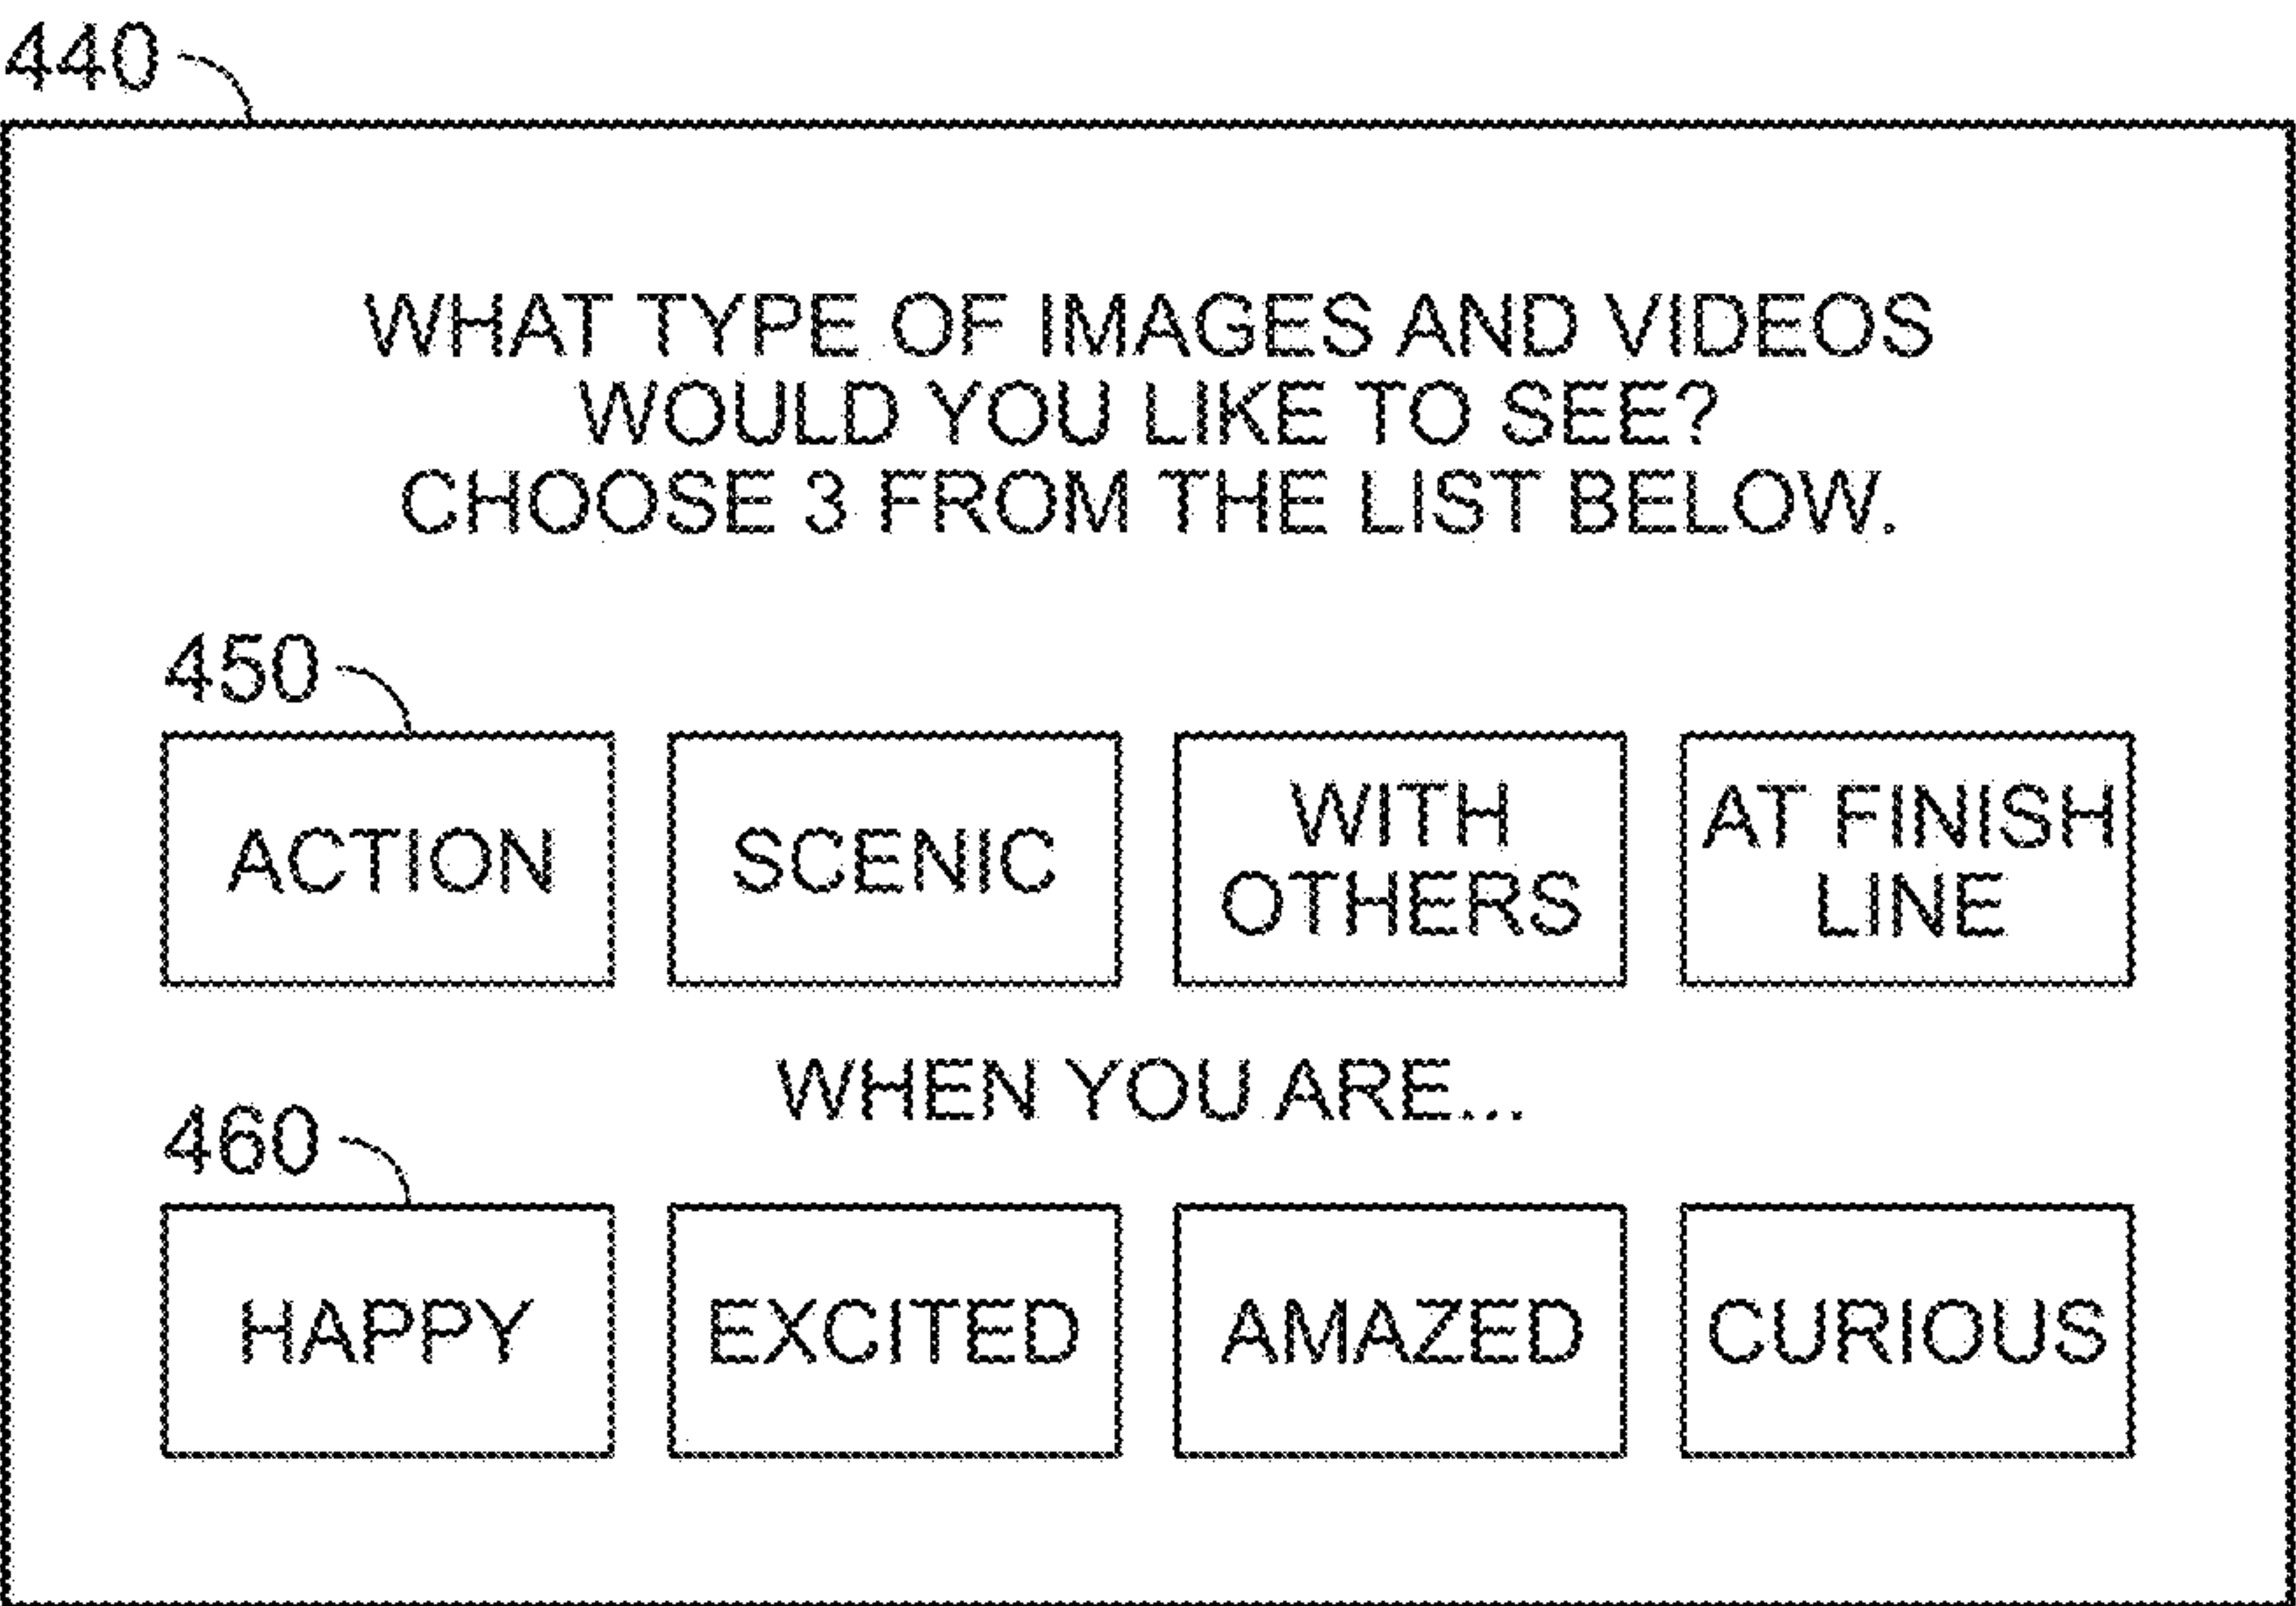 440
WHAT TYPE OF IMAGES AND VIDEOS
WOULD YOU LIKE TO SEE?
CHOOSE 3 FROM THE LIST BELOW.
450
ACTION
SCENIC
WITH
OTHERS
AT FINISH
LINE
WHEN YOU ARE...
460
HAPPY
EXCITED
AMAZED
CURIOUS